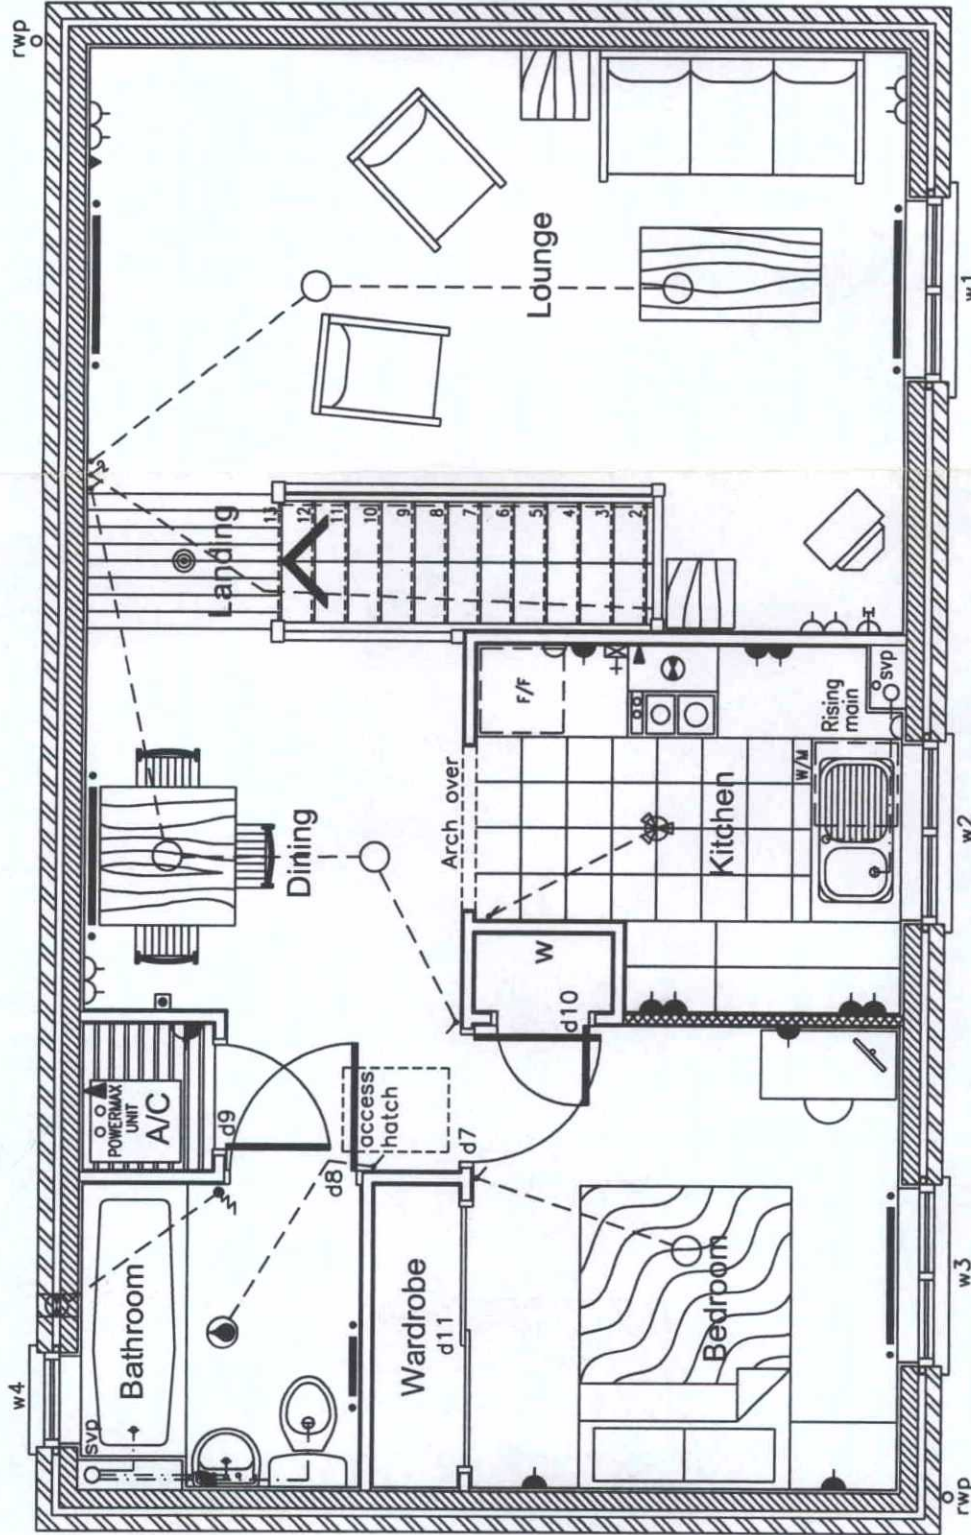 rwp
w4
svp
Bathroom
POWERMAX
UNIT
A/C
d9
d8
access
hatch
d7
Wardrobe
d11
Bedroom
w3
rwp
Dining
Arch over
W
d10
Kitchen
F/F
W/M
Rising
main
svp
w2
Landing
13
12
11
10
9
8
7
6
5
4
3
2
Lounge
w1